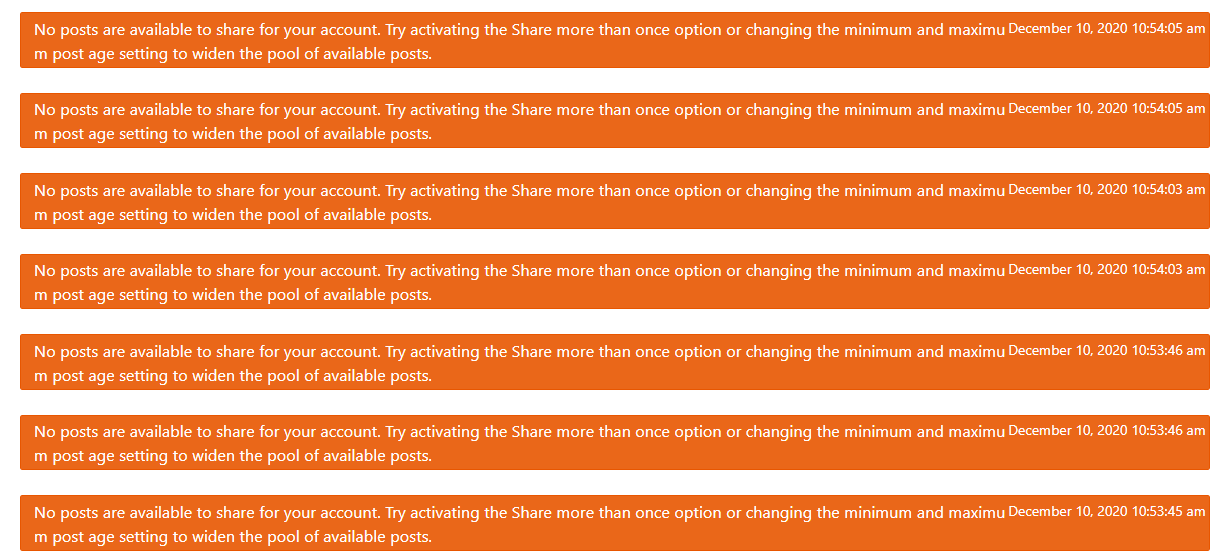 No posts are available to share for your account. Try activating the Share more than once option or changing the minimum and maximu December 10, 2020 10:54:05 am
m post age setting to widen the pool of available posts.
No posts are available to share for your account. Try activating the Share more than once option or changing the minimum and maximu December 10, 2020 10:54:05 am
m post age setting to widen the pool of available posts.
No posts are available to share for your account. Try activating the Share more than once option or changing the minimum and maximu December 10, 2020 10:54:03 am
m post age setting to widen the pool of available posts.
No posts are available to share for your account. Try activating the Share more than once option or changing the minimum and maximu December 10, 2020 10:54:03 am
m post age setting to widen the pool of available posts.
No posts are available to share for your account. Try activating the Share more than once option or changing the minimum and maximu December 10, 2020 10:53:46 am
m post age setting to widen the pool of available posts.
No posts are available to share for your account. Try activating the Share more than once option or changing the minimum and maximu December 10, 2020 10:53:46 am
m post age setting to widen the pool of available posts.
No posts are available to share for your account. Try activating the Share more than once option or changing the minimum and maximu December 10, 2020 10:53:45 am
m post age setting to widen the pool of available posts.